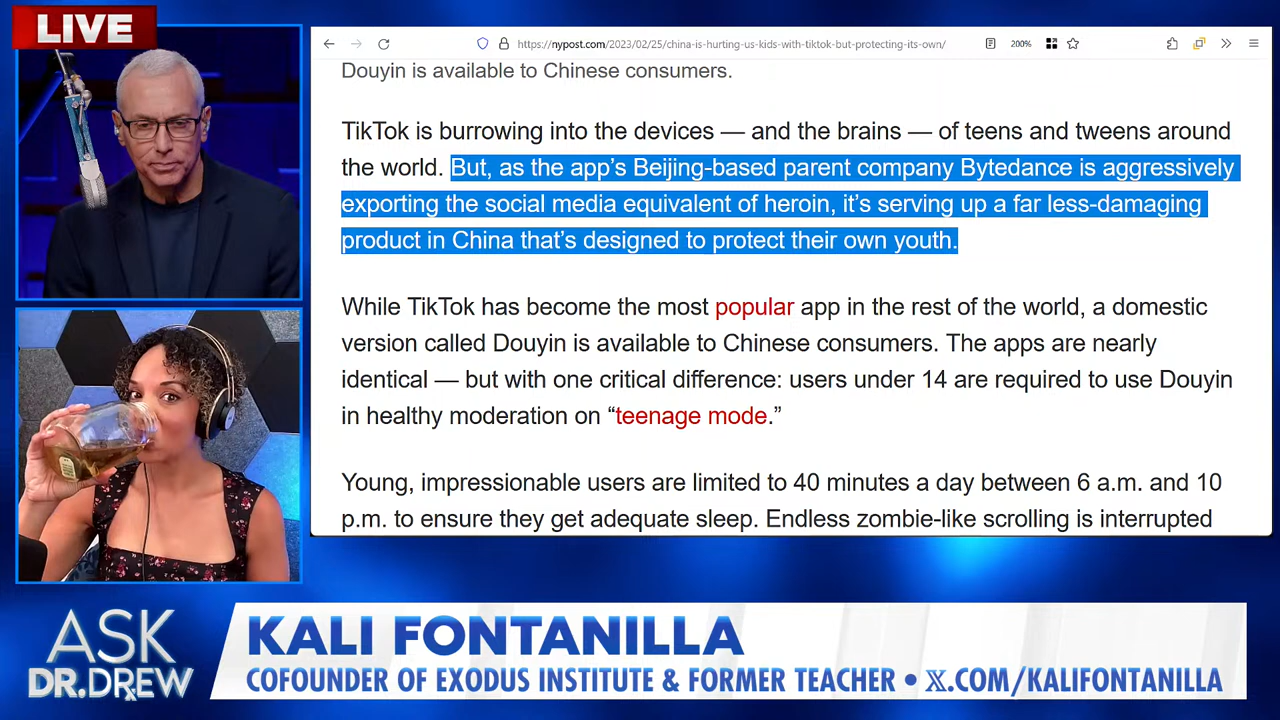 LIVE
https://nypost.com/2023/02/25/china-is-hurting-us-kids-with-tiktok-but-protecting-its-own/
200%
Douyin is available to Chinese consumers.
TikTok is burrowing into the devices — and the brains — of teens and tweens around
the world. But, as the app’s Beijing-based parent company Bytedance is aggressively
exporting the social media equivalent of heroin, it’s serving up a far less-damaging
product in China that’s designed to protect their own youth.
While TikTok has become the most popular app in the rest of the world, a domestic
version called Douyin is available to Chinese consumers. The apps are nearly
identical — but with one critical difference: users under 14 are required to use Douyin
in healthy moderation on “teenage mode.”
Young, impressionable users are limited to 40 minutes a day between 6 a.m. and 10
p.m. to ensure they get adequate sleep. Endless zombie-like scrolling is interrupted
ASK
DR.DREW
KALI FONTANILLA
COFOUNDER OF EXODUS INSTITUTE & FORMER TEACHER • X.COM/KALIFONTANILLA